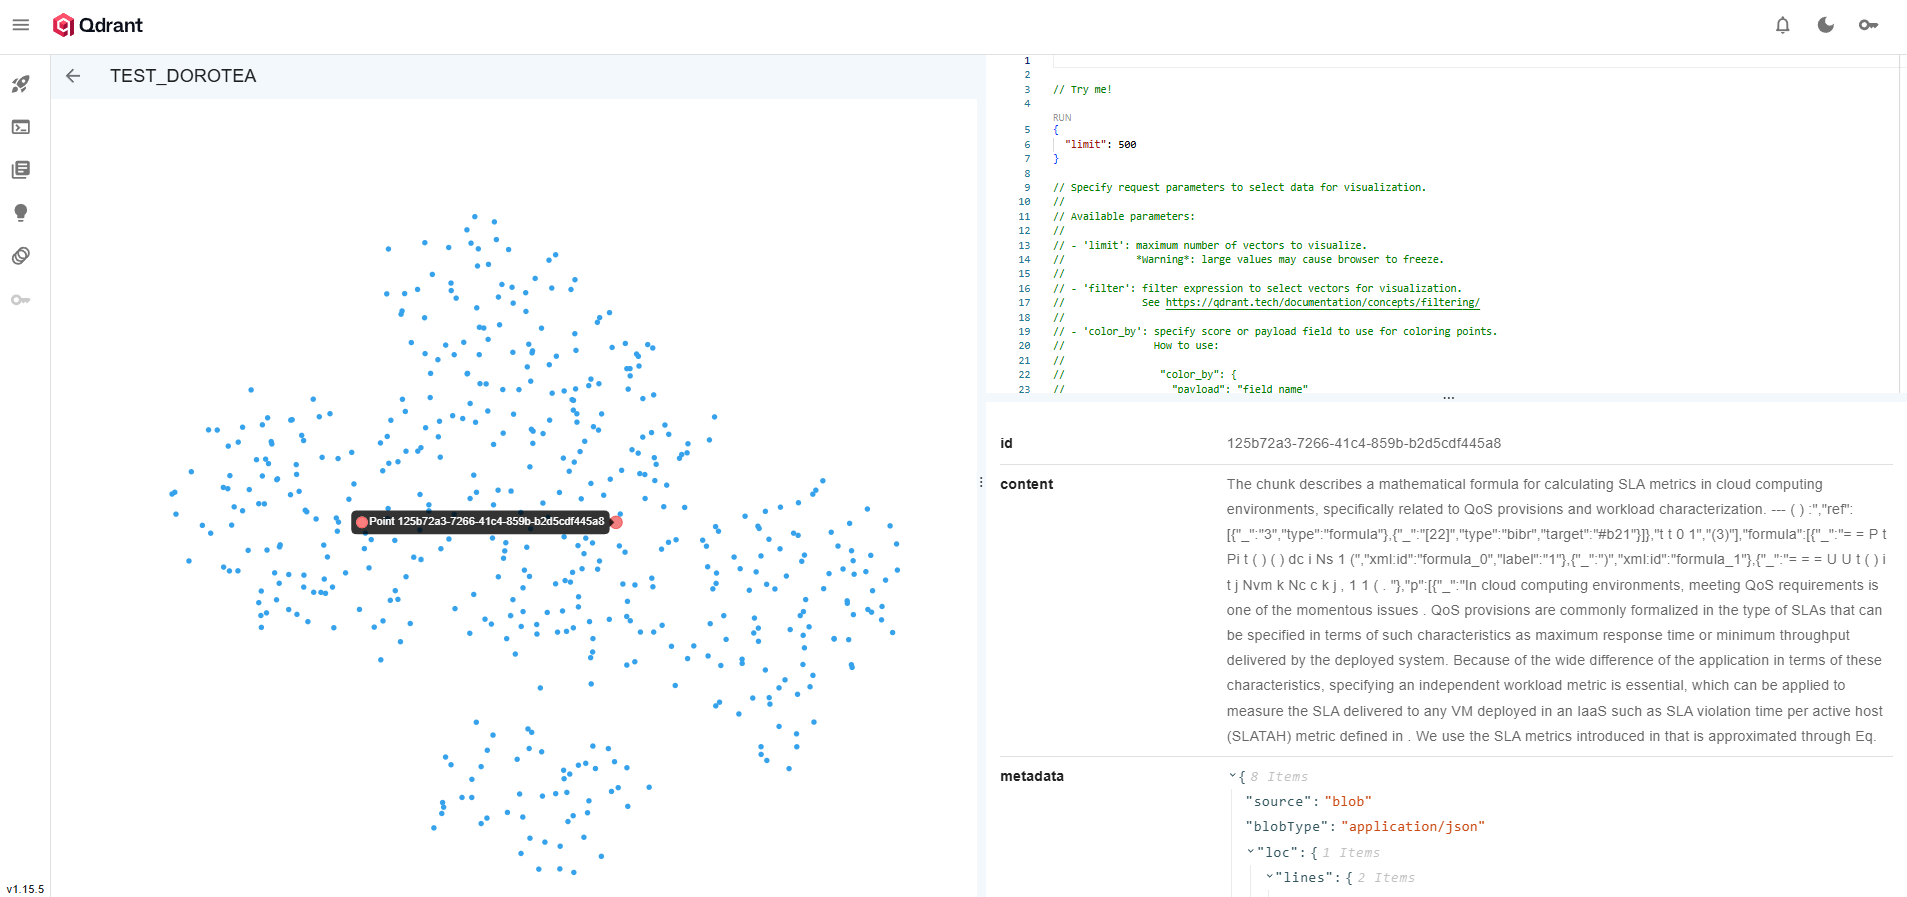 Qdrant
TEST_DOROTEA
Point 125b72a3-7266-41c4-859b-b2d5cdf445a8
v1.15.5
1
2
3 // Try me!
4
RUN
5 {
6 "limit": 500
7 }
8
9 // Specify request parameters to select data for visualization.
10 //
11 // Available parameters:
12 //
13 // - 'limit': maximum number of vectors to visualize.
14 // *Warning*: large values may cause browser to freeze.
15 //
16 // - 'filter': filter expression to select vectors for visualization.
17 // See https://qdrant.tech/documentation/concepts/filtering/
18 //
19 // - 'color_by': specify score or payload field to use for coloring points.
20 // How to use:
21 //
22 // "color_by": {
23 // "payload": "field_name"
id 125b72a3-7266-41c4-859b-b2d5cdf445a8
content The chunk describes a mathematical formula for calculating SLA metrics in cloud computing
environments, specifically related to QoS provisions and workload characterization. --- ( ) :","ref":
[{"_":"3","type":"formula"},{"_":"[22]","type":"bibr","target":"#b21"}]},"t t 0 1","(3)"],"formula":[{"_":"= = P t
Pi t ( ) ( ) dc i Ns 1 (","xml:id":"formula_0","label":"1"},{"_":")","xml:id":"formula_1"},{"_":"= = = U U t ( ) i
t j Nvm k Nc c k j , 1 1 ( . "},"p":[{"_":"In cloud computing environments, meeting QoS requirements is
one of the momentous issues . QoS provisions are commonly formalized in the type of SLAs that can
be specified in terms of such characteristics as maximum response time or minimum throughput
delivered by the deployed system. Because of the wide difference of the application in terms of these
characteristics, specifying an independent workload metric is essential, which can be applied to
measure the SLA delivered to any VM deployed in an IaaS such as SLA violation time per active host
(SLATAH) metric defined in . We use the SLA metrics introduced in that is approximated through Eq.
metadata { 8 Items
"source": "blob"
"blobType": "application/json"
"loc": { 1 Items
"lines": { 2 Items